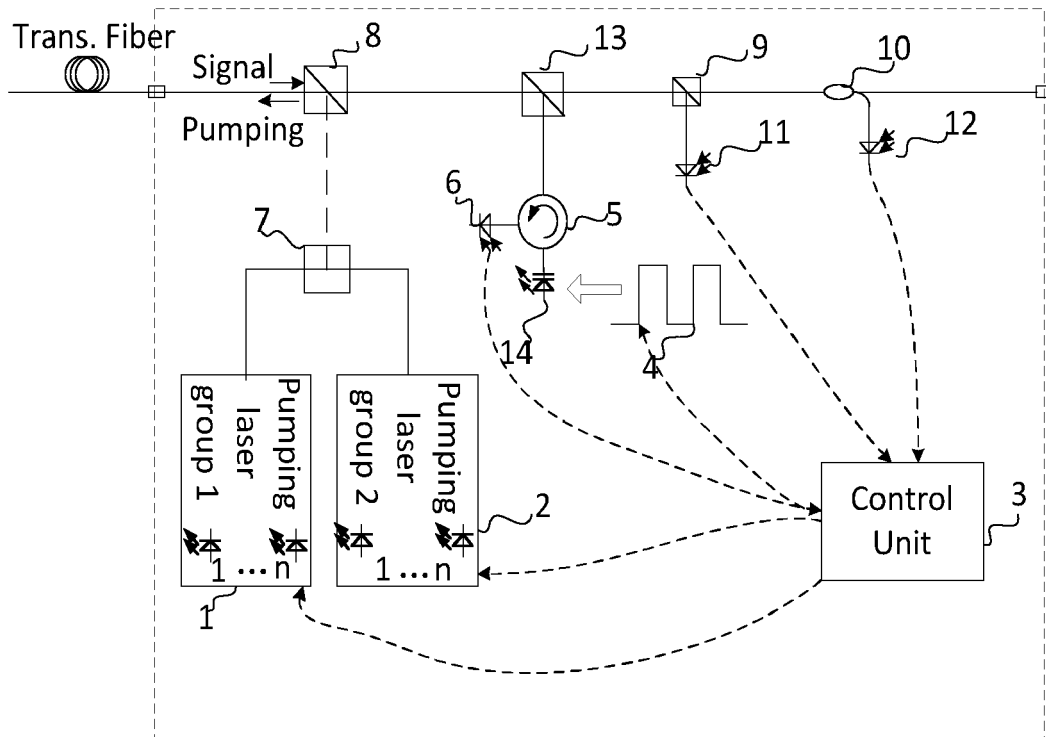 Trans. Fiber
8
13
9
10
Signal
Pumping
11
12
6
5
7
14
4
Pumping
laser
group 1
1 ... n
1
Pumping
laser
group 2
1 ... n
2
Control
Unit
3